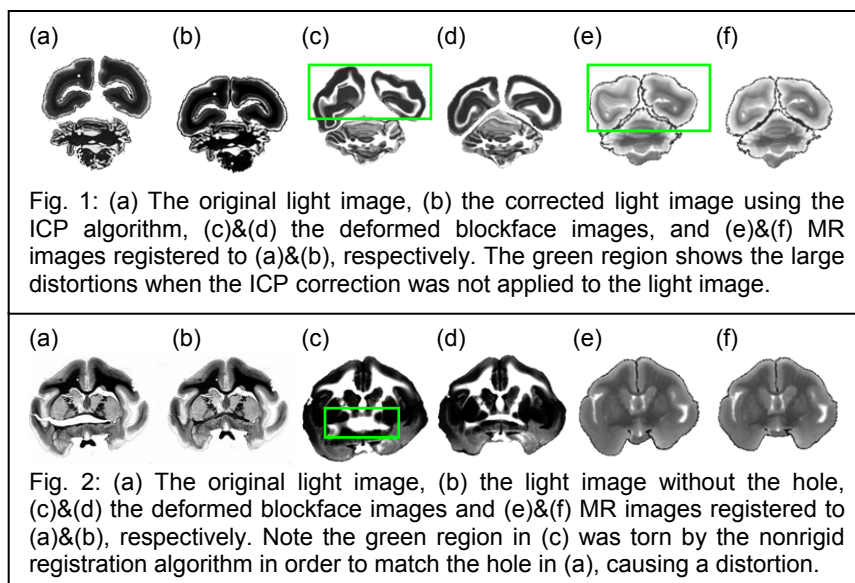 (a) (b) (c) (d) (e) (f)
Fig. 1: (a) The original light image, (b) the corrected light image using the
ICP algorithm, (c)&(d) the deformed blockface images, and (e)&(f) MR
images registered to (a)&(b), respectively. The green region shows the large
distortions when the ICP correction was not applied to the light image.
(a) (b) (c) (d) (e) (f)
Fig. 2: (a) The original light image, (b) the light image without the hole,
(c)&(d) the deformed blockface images and (e)&(f) MR images registered to
(a)&(b), respectively. Note the green region in (c) was torn by the nonrigid
registration algorithm in order to match the hole in (a), causing a distortion.